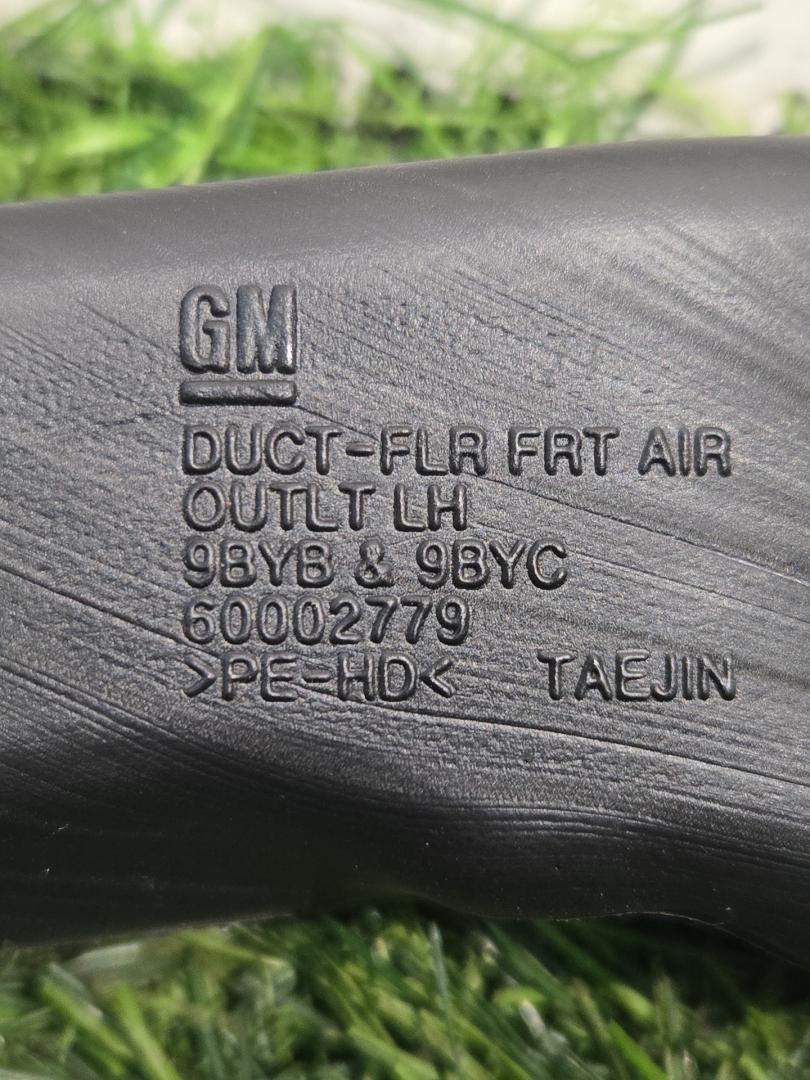 GM
DUCT-FLR FRT AIR
OUTLT LH
9BYB & 9BYC
60002779
>PE-HD< TAEJIN